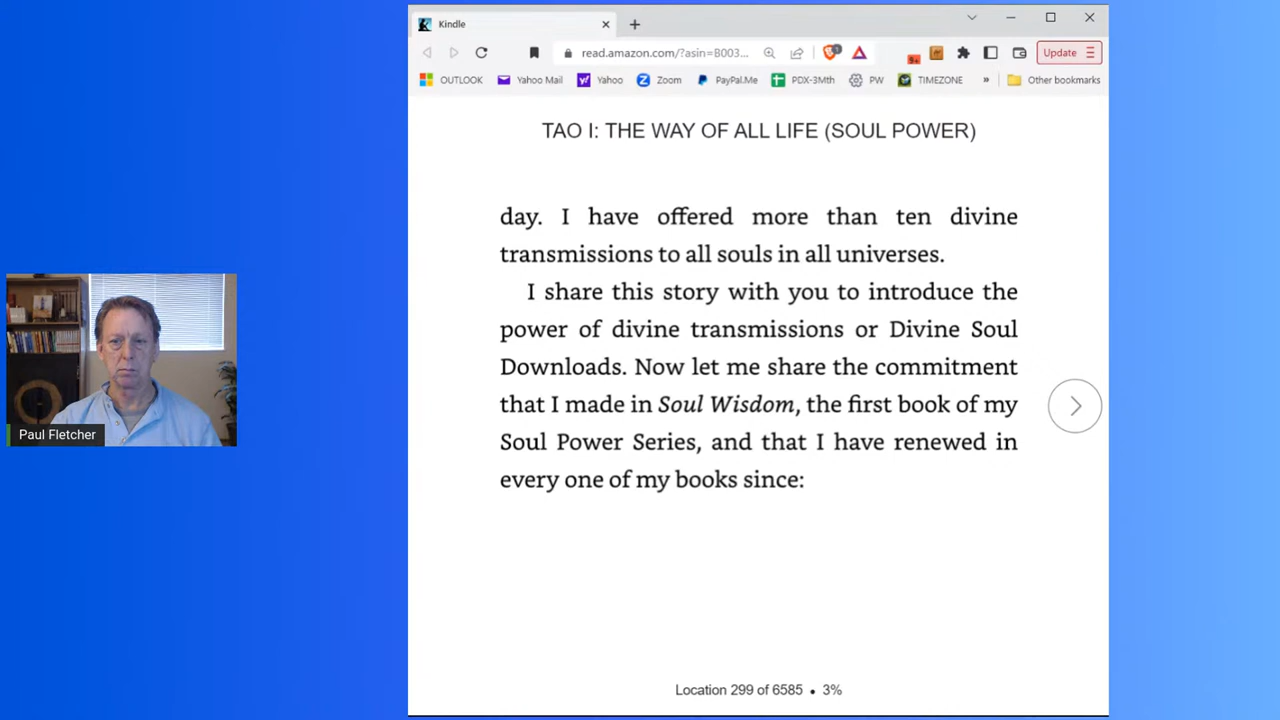 Kindle
read.amazon.com/?asin=B003...
9+
Update
OUTLOOK
Yahoo Mail
Yahoo
Zoom
PayPal.Me
PDX-3Mth
PW
TIMEZONE
»
Other bookmarks
TAO I: THE WAY OF ALL LIFE (SOUL POWER)
day. I have offered more than ten divine
transmissions to all souls in all universes.
I share this story with you to introduce the
power of divine transmissions or Divine Soul
Downloads. Now let me share the commitment
that I made in Soul Wisdom, the first book of my
Soul Power Series, and that I have renewed in
every one of my books since:
Paul Fletcher
Location 299 of 6585 • 3%